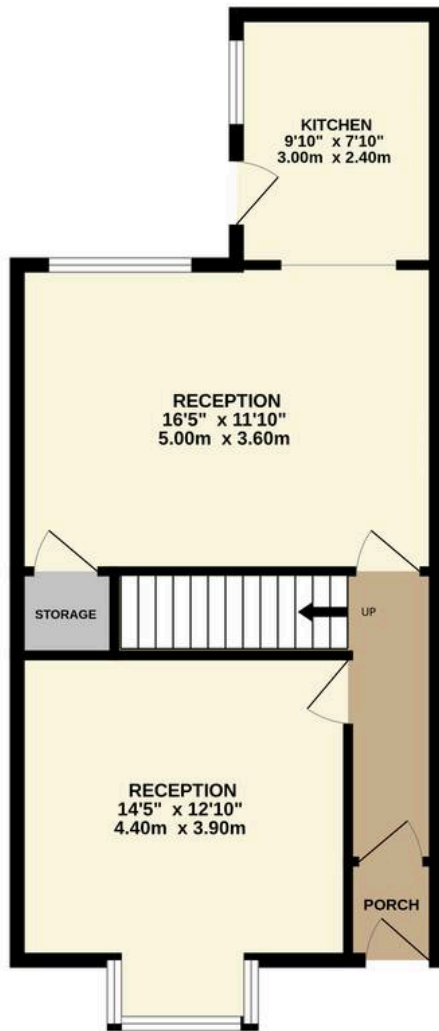 KITCHEN
9'10" x 7'10"
3.00m x 2.40m
RECEPTION
16'5" x 11'10"
5.00m x 3.60m
STORAGE
UP
RECEPTION
14'5" x 12'10"
4.40m x 3.90m
PORCH